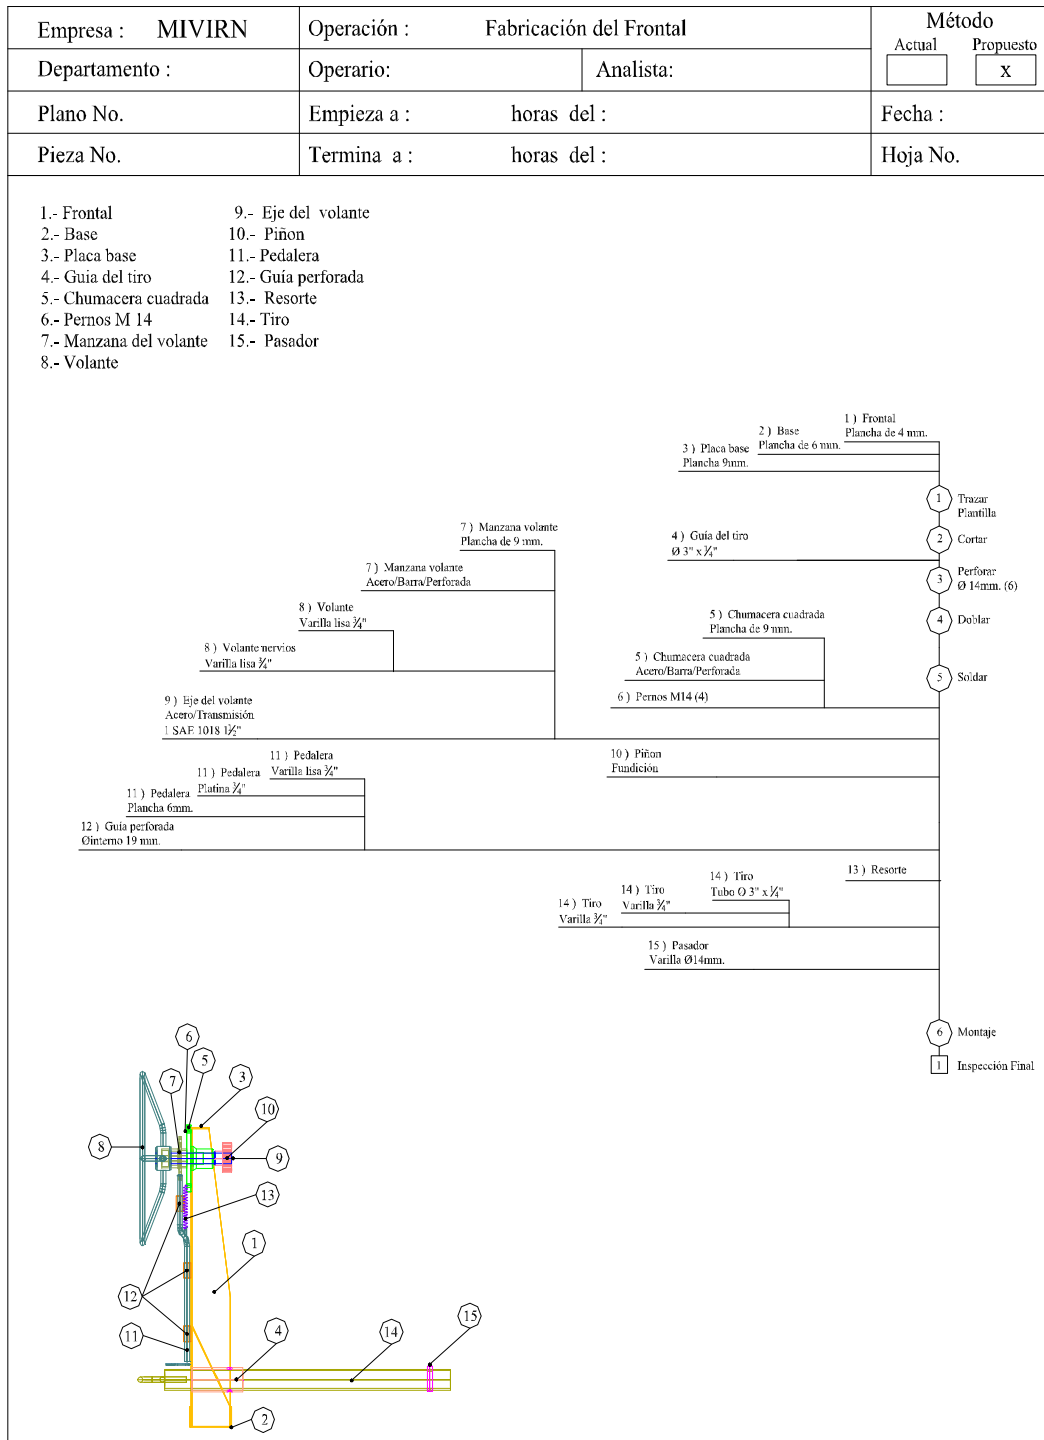 Empresa : MIVIRN
Operación : Fabricación del Frontal
Método
Actual Propuesto
X
Departamento :
Operario:
Analista:
Plano No.
Empieza a : horas del :
Fecha :
Pieza No.
Termina a : horas del :
Hoja No.
1.- Frontal
2.- Base
3.- Placa base
4.- Guia del tiro
5.- Chumacera cuadrada
6.- Pernos M 14
7.- Manzana del volante
8.- Volante
9.- Eje del volante
10.- Piñon
11.- Pedalera
12.- Guía perforada
13.- Resorte
14.- Tiro
15.- Pasador
1 ) Frontal
Plancha de 4 mm.
2 ) Base
Plancha de 6 mm.
3 ) Placa base
Plancha 9mm.
1 Trazar
Plantilla
2 Cortar
4 ) Guía del tiro
Ø 3" x ¼"
3 Perforar
Ø 14mm. (6)
4 Doblar
7 ) Manzana volante
Plancha de 9 mm.
7 ) Manzana volante
Acero/Barra/Perforada
8 ) Volante
Varilla lisa ¾"
8 ) Volante nervios
Varilla lisa ¾"
5 ) Chumacera cuadrada
Plancha de 9 mm.
5 ) Chumacera cuadrada
Acero/Barra/Perforada
6 ) Pernos M14 (4)
5 Soldar
9 ) Eje del volante
Acero/Transmisión
1 SAE 1018 1½"
10 ) Piñon
Fundición
11 ) Pedalera
Varilla lisa ¾"
11 ) Pedalera
Platina ¾"
11 ) Pedalera
Plancha 6mm.
12 ) Guía perforada
Øinterno 19 mm.
13 ) Resorte
14 ) Tiro
Tubo O 3" x ¼"
14 ) Tiro
Varilla ¾"
14 ) Tiro
Varilla ¾"
15 ) Pasador
Varilla Ø14mm.
6 Montaje
1 Inspección Final
6
5
3
7
10
8
9
13
1
12
15
11
4
14
2